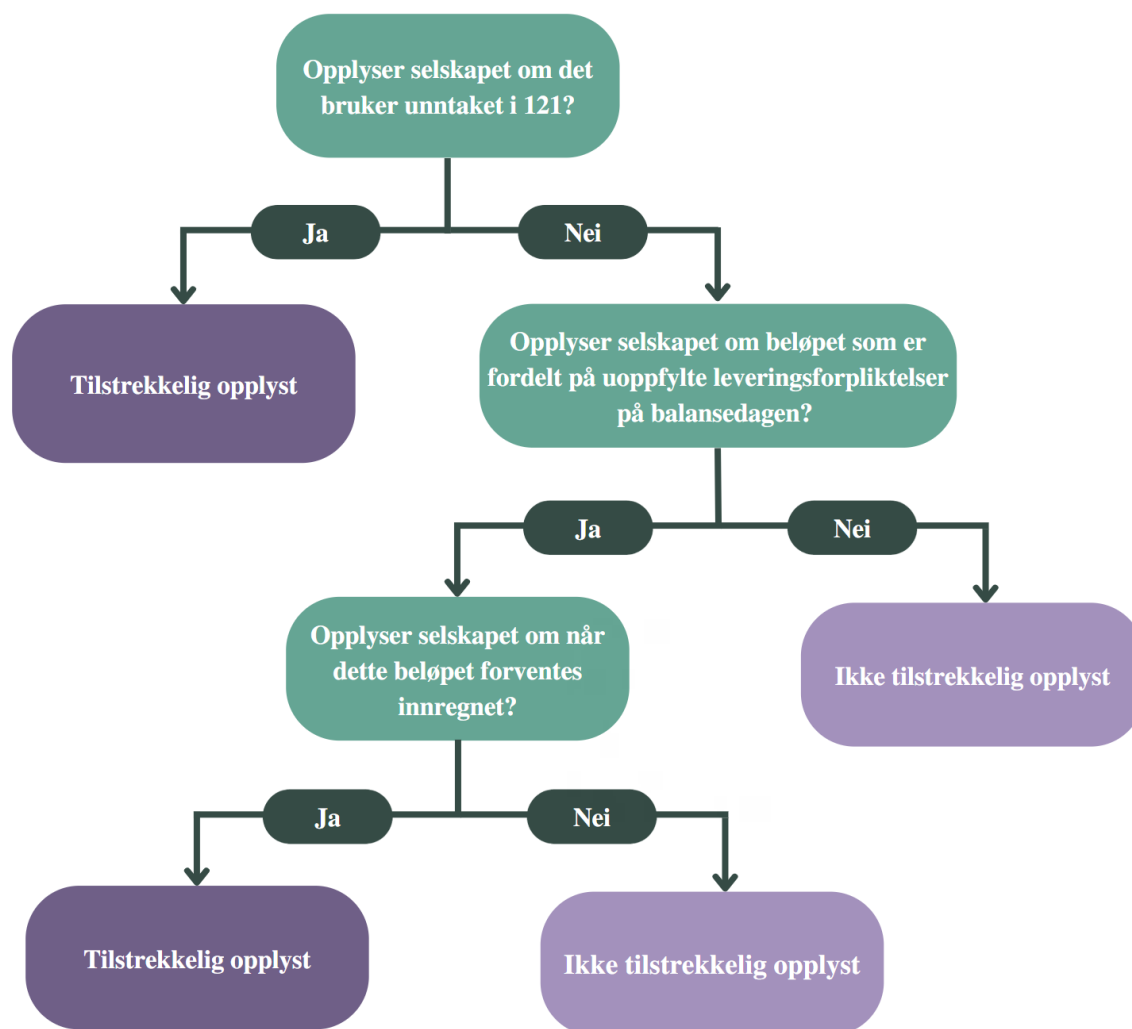 Opplyser selskapet om det
bruker unntaket i 121?
Ja
Nei
Tilstrekkelig opplyst
Opplyser selskapet om beløpet som er
fordelt på uoppfylte leveringsforpliktelser
på balansedagen?
Ja
Nei
Opplyser selskapet om når
dette beløpet forventes
innregnet?
Ikke tilstrekkelig opplyst
Ja
Nei
Tilstrekkelig opplyst
Ikke tilstrekkelig opplyst